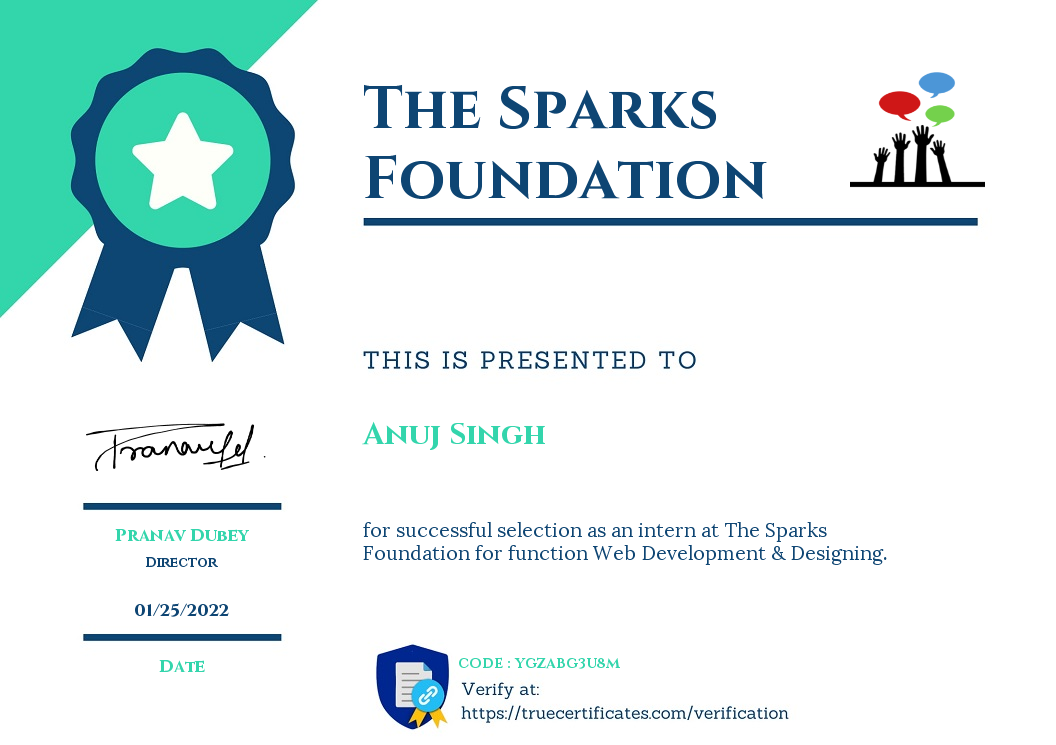 The Sparks
Foundation
THIS IS PRESENTED TO
Anuj Singh
for successful selection as an intern at The Sparks
Foundation for function Web Development & Designing.
Pranav Dubey
Director
01/25/2022
Date
CODE : YGZABG3U8M
Verify at:
https://truecertificates.com/verification